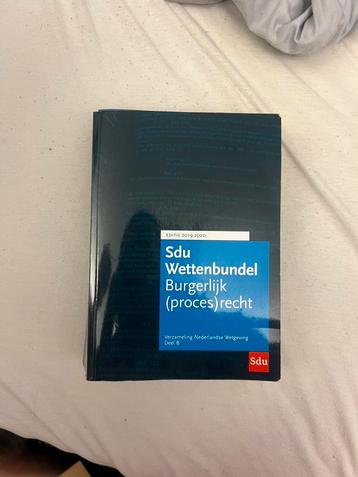 EDITIE 2019-2020
Sdu
Wettenbundel
Burgerlijk
(proces)recht
Verzameling Nederlandse Wetgeving
Deel B
Sdu